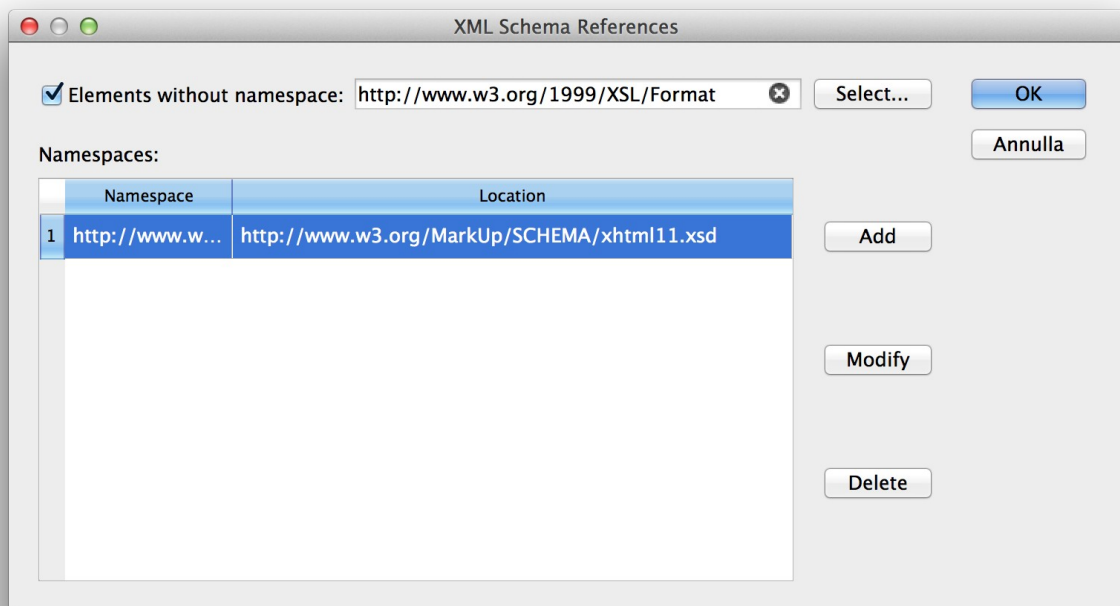 XML Schema References
Elements without namespace: http://www.w3.org/1999/XSL/Format Select... OK
Annulla
Namespaces:
Namespace Location
1 http://www.w... http://www.w3.org/MarkUp/SCHEMA/xhtml11.xsd
Add
Modify
Delete